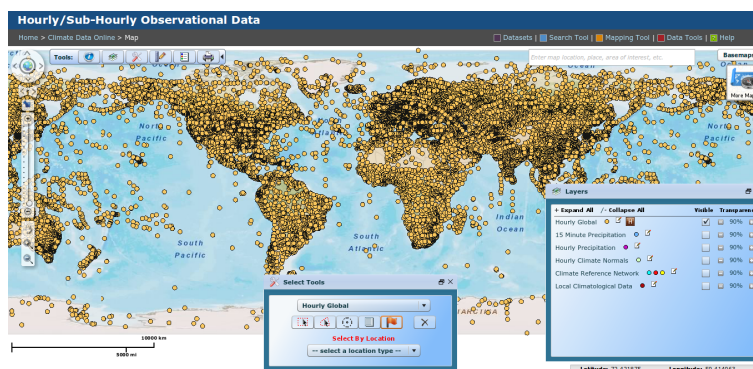 Hourly/Sub-Hourly Observational Data
Home > Climate Data Online > Map
Datasets | Search Tool | Mapping Tool | Data Tools | Help
Tools:
Enter map location, place, area of interest, etc.
Basemaps
More Map
Ocean
North
Pacific
North
Pacific
South
Pacific
South
Atlantic
Indian
Ocean
Layers
+ Expand All / - Collapse All Visible Transparen
Hourly Global 90%
15 Minute Precipitation 90%
Hourly Precipitation 90%
Hourly Climate Normals 90%
Climate Reference Network 90%
Local Climatological Data 90%
Select Tools
Hourly Global
Select By Location
-- select a location type --
10000 km
5000 mi